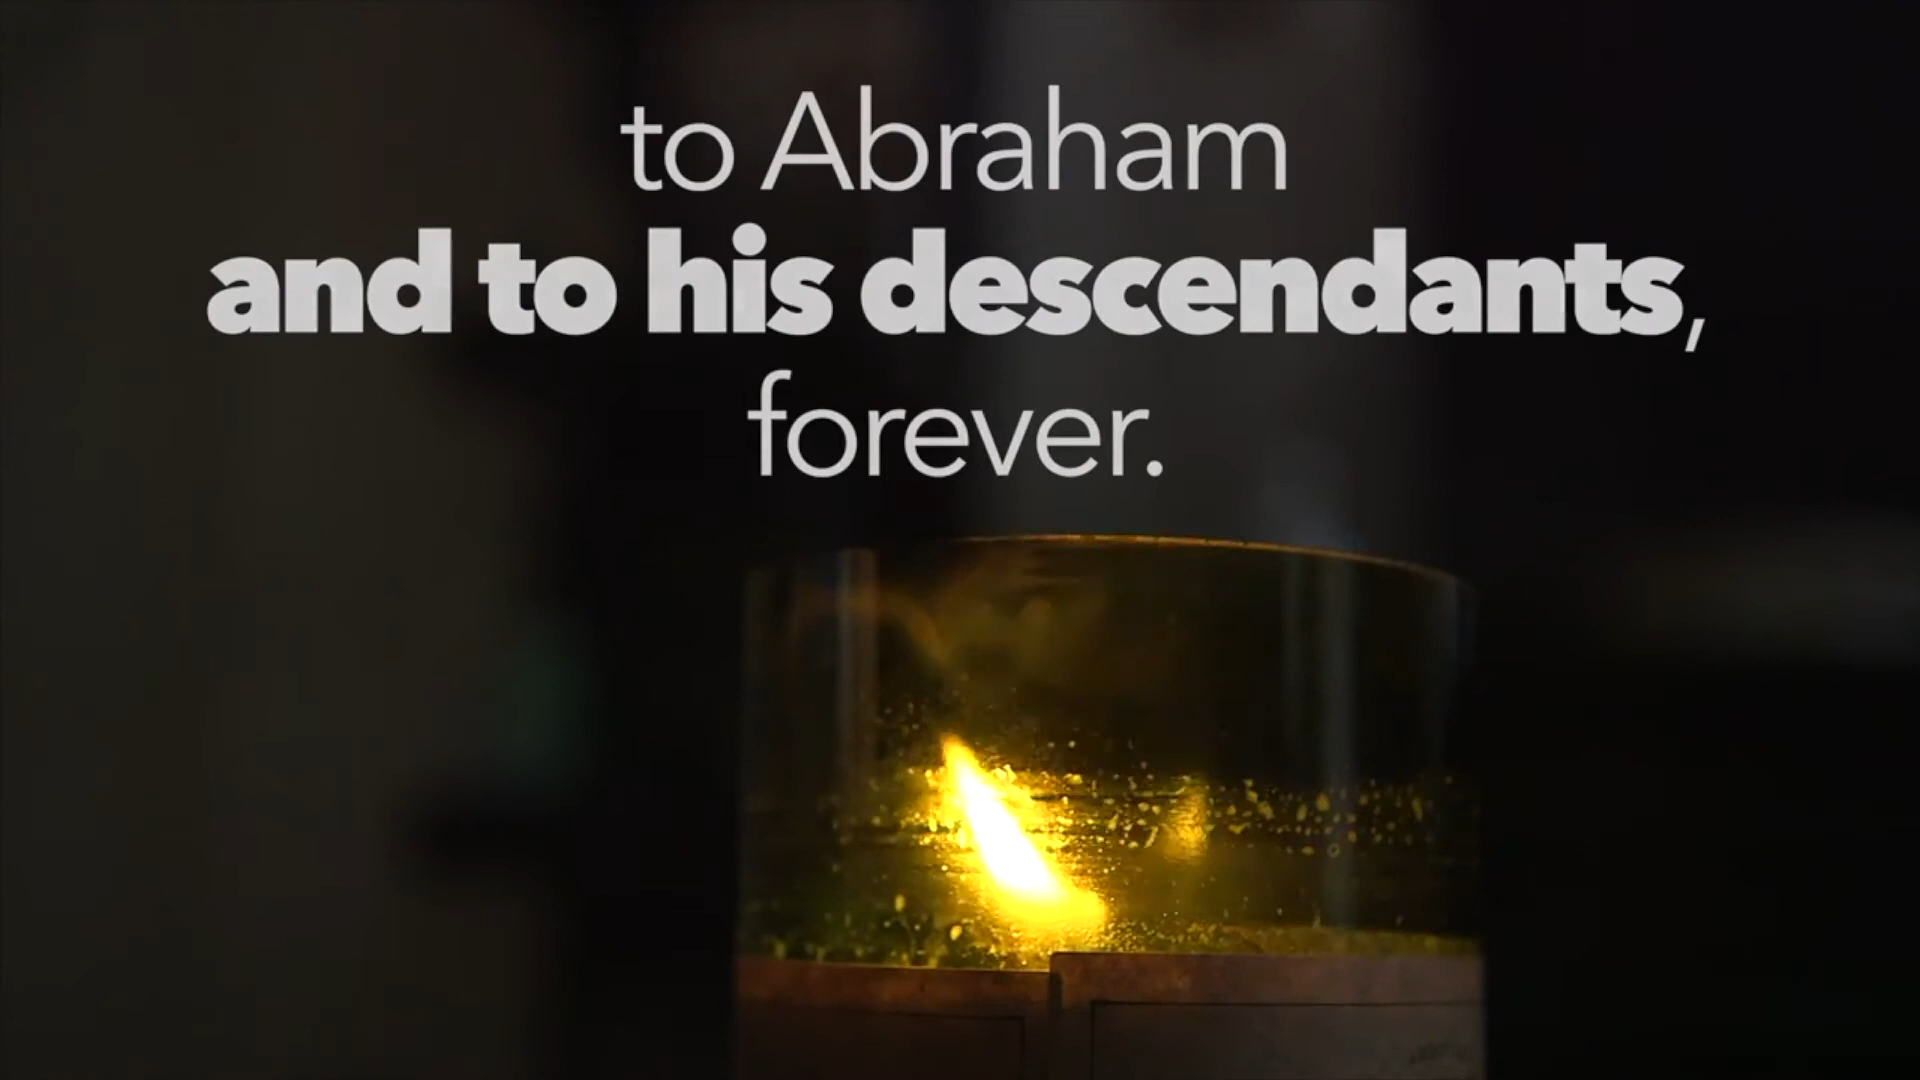 to Abraham
and to his descendants,
forever.